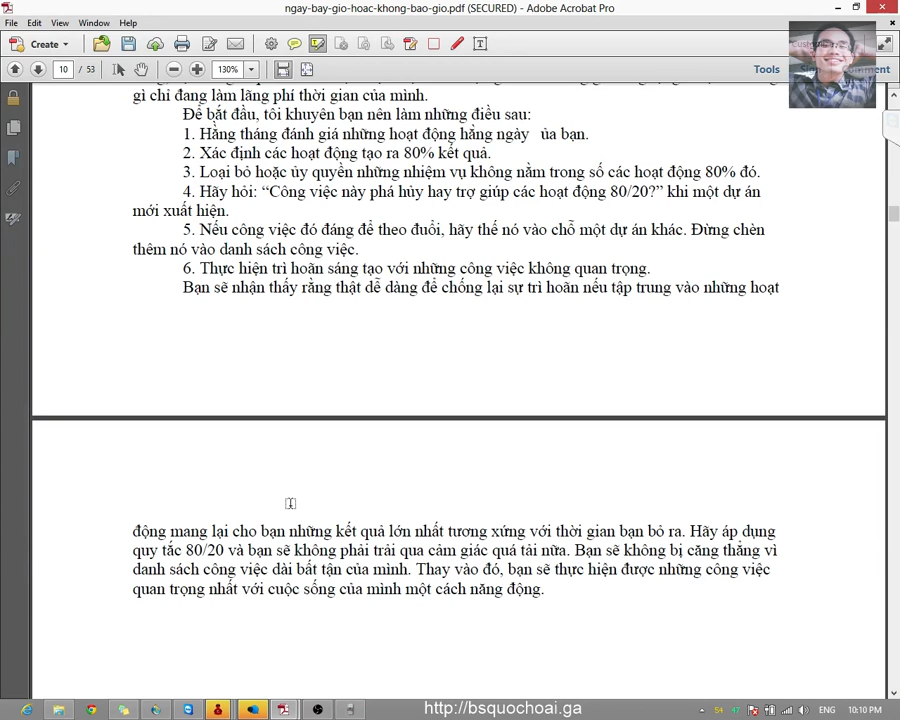 ngay-bay-gio-hoac-khong-bao-gio.pdf (SECURED) - Adobe Acrobat Pro
File Edit View Window Help
Create
10 / 53 130% Tools Comment
gì chỉ đang làm lãng phí thời gian của mình.
Để bắt đầu, tôi khuyên bạn nên làm những điều sau:
1. Hằng tháng đánh giá những hoạt động hằng ngày ủa bạn.
2. Xác định các hoạt động tạo ra 80% kết quả.
3. Loại bỏ hoặc ủy quyền những nhiệm vụ không nằm trong số các hoạt động 80% đó.
4. Hãy hỏi: “Công việc này phá hủy hay trợ giúp các hoạt động 80/20?” khi một dự án
mới xuất hiện.
5. Nếu công việc đó đáng để theo đuổi, hãy thế nó vào chỗ một dự án khác. Đừng chèn
thêm nó vào danh sách công việc.
6. Thực hiện trì hoãn sáng tạo với những công việc không quan trọng.
Bạn sẽ nhận thấy rằng thật dễ dàng để chống lại sự trì hoãn nếu tập trung vào những hoạt
động mang lại cho bạn những kết quả lớn nhất tương xứng với thời gian bạn bỏ ra. Hãy áp dụng
quy tắc 80/20 và bạn sẽ không phải trải qua cảm giác quá tải nữa. Bạn sẽ không bị căng thẳng vì
danh sách công việc dài bất tận của mình. Thay vào đó, bạn sẽ thực hiện được những công việc
quan trọng nhất với cuộc sống của mình một cách năng động.
http://bsquochoai.ga
54 47 ENG 10:10 PM